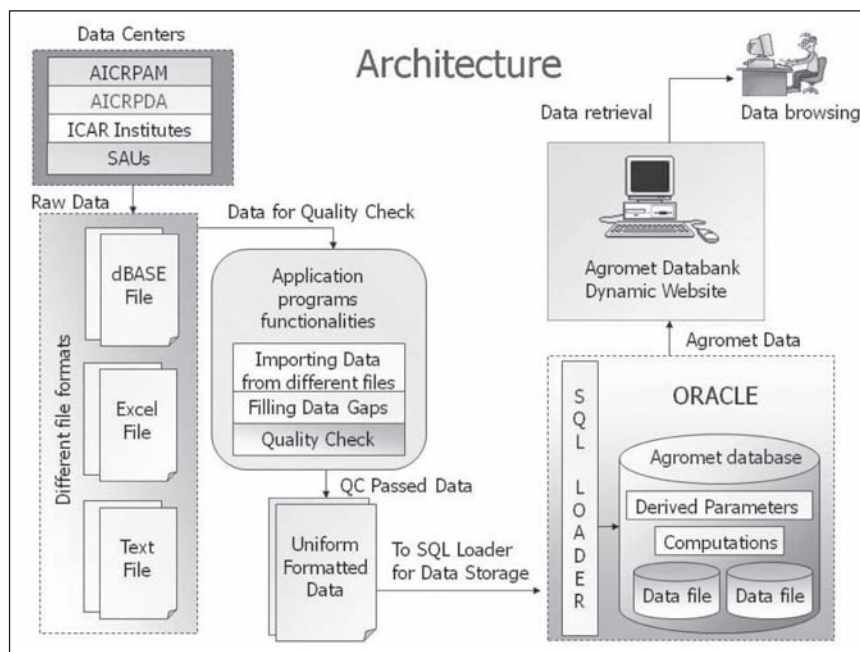 Data Centers
AICRPAM
AICRPDA
ICAR Institutes
SAUs
Architecture
Data retrieval
Data browsing
Raw Data
Data for Quality Check
Different file formats
dBASE
File
Excel
File
Text
File
Application
programs
functionalities
Importing Data
from different files
Filling Data Gaps
Quality Check
QC Passed Data
Uniform
Formatted
Data
To SQL Loader
for Data Storage
Agromet Databank
Dynamic Website
Agromet Data
SQL LOADER
ORACLE
Agromet database
Derived Parameters
Computations
Data file
Data file